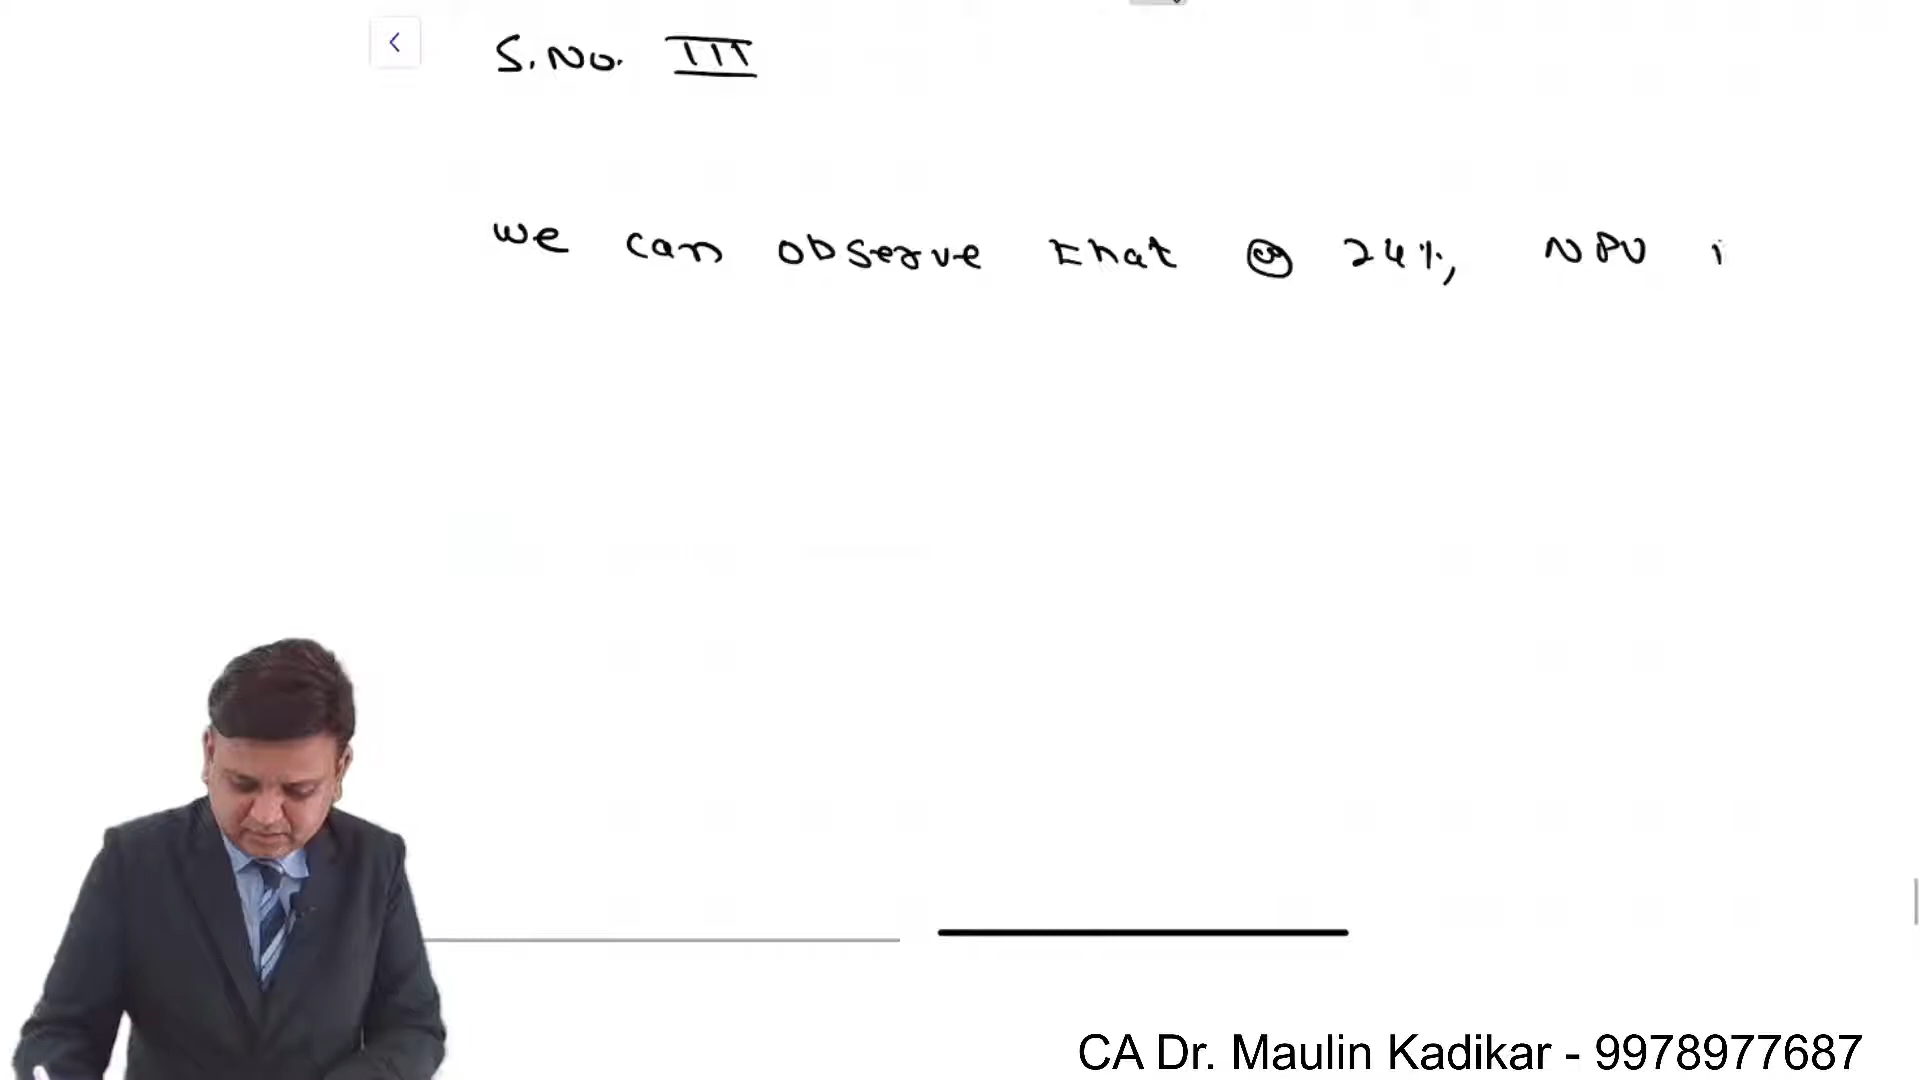 S.No. III
we can observe that @ 24%, NPV i
CA Dr. Maulin Kadikar - 9978977687